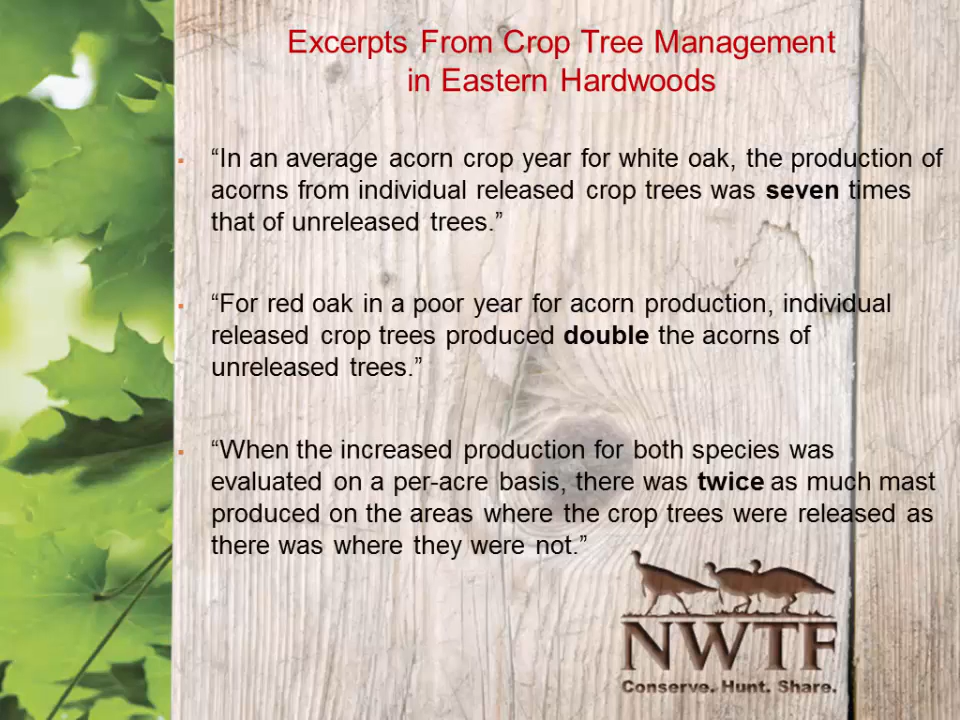 Excerpts From Crop Tree Management
in Eastern Hardwoods
▪ “In an average acorn crop year for white oak, the production of
acorns from individual released crop trees was seven times
that of unreleased trees.”
▪ “For red oak in a poor year for acorn production, individual
released crop trees produced double the acorns of
unreleased trees.”
▪ “When the increased production for both species was
evaluated on a per-acre basis, there was twice as much mast
produced on the areas where the crop trees were released as
there was where they were not.”
NWTF
Conserve. Hunt. Share.